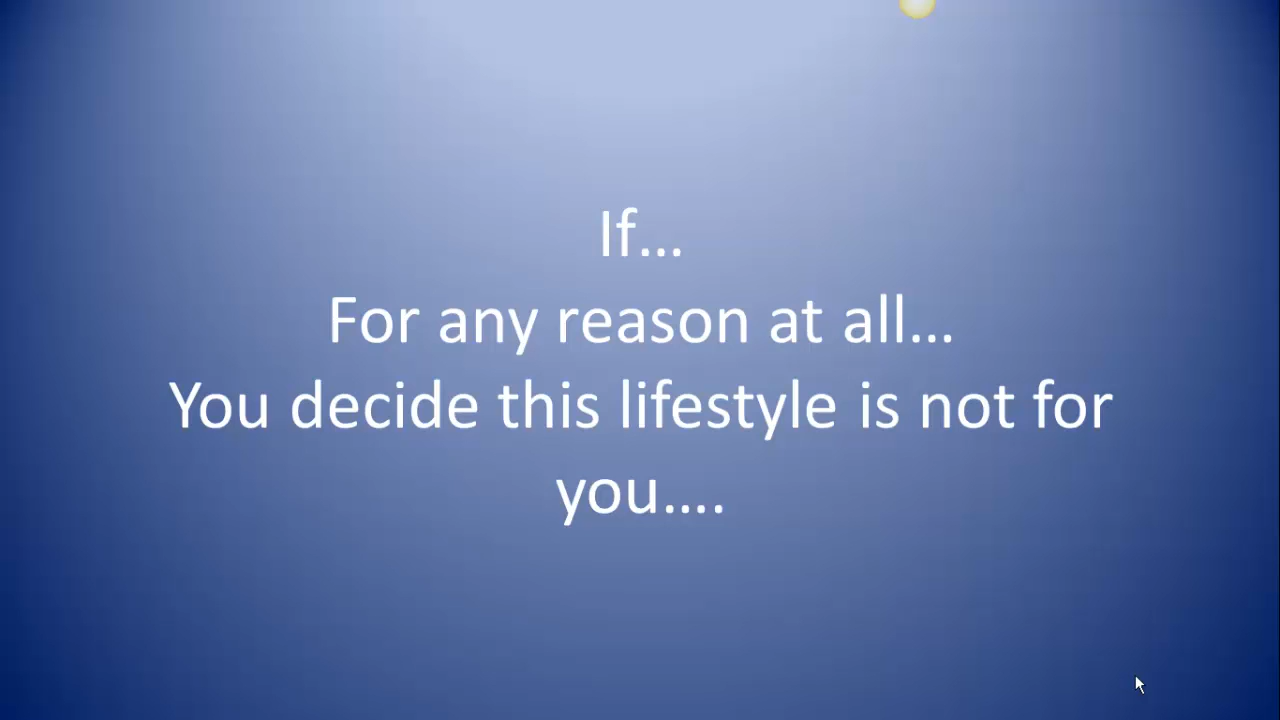 If...
For any reason at all...
You decide this lifestyle is not for
you....